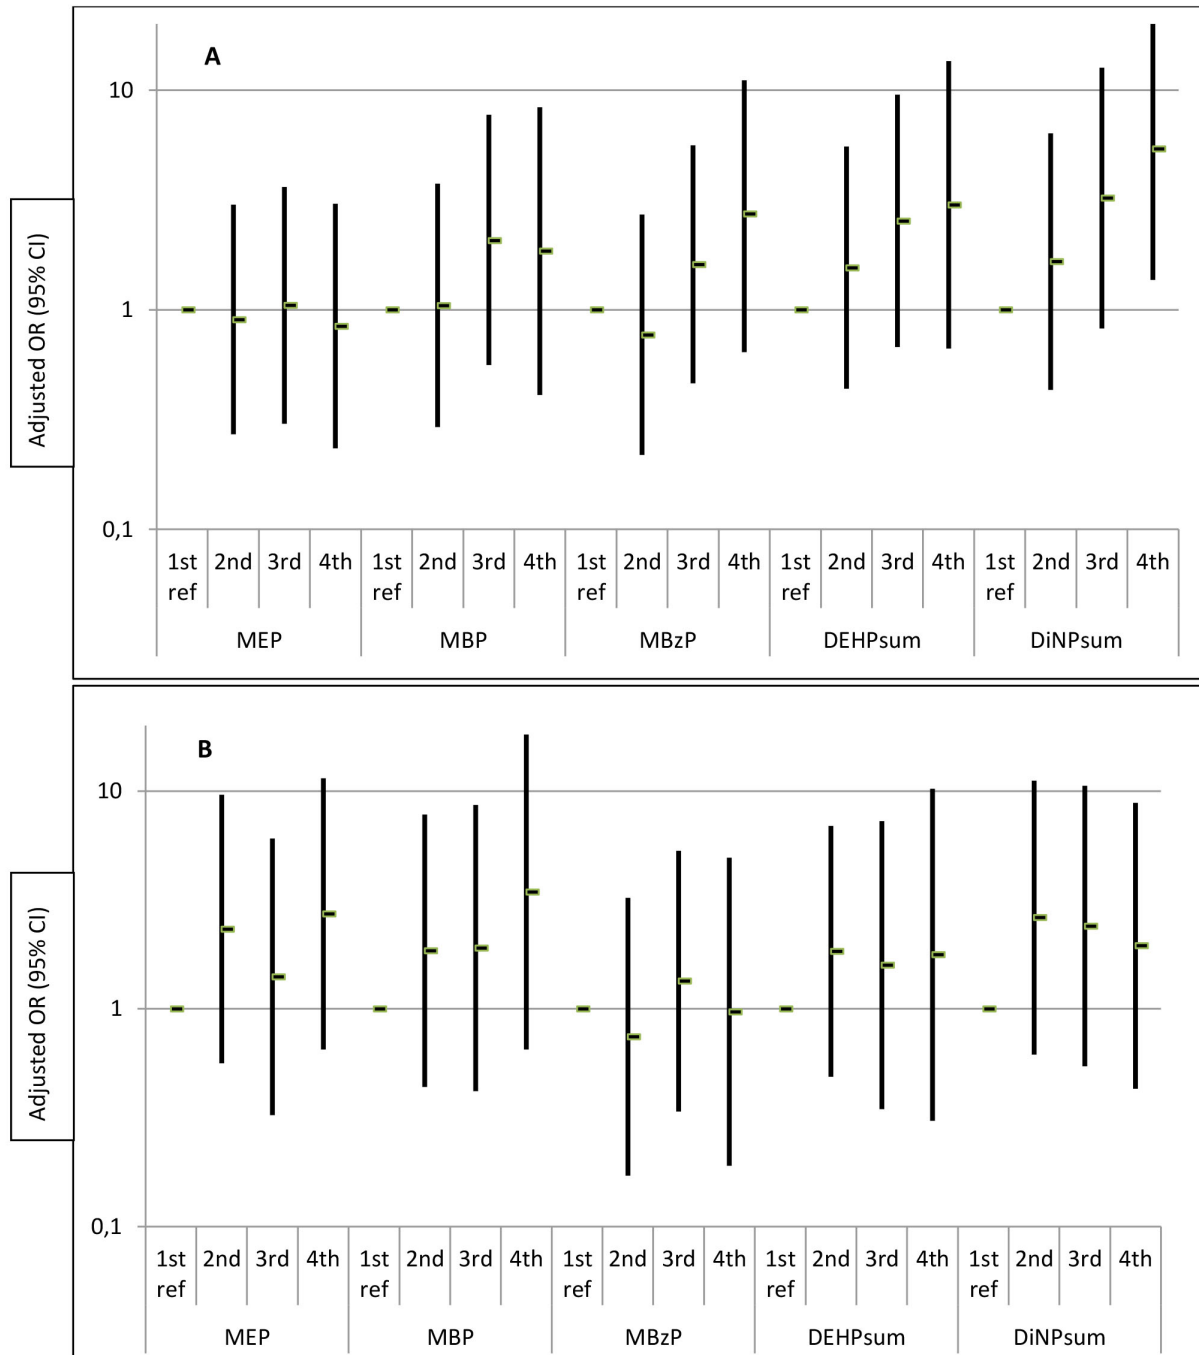 A
10
1
0,1
Adjusted OR (95% CI)
1st 2nd 3rd 4th 1st 2nd 3rd 4th 1st 2nd 3rd 4th 1st 2nd 3rd 4th 1st 2nd 3rd 4th
ref ref ref ref ref
MEP MBP MBzP DEHPsum DiNPsum
B
10
1
0,1
Adjusted OR (95% CI)
1st 2nd 3rd 4th 1st 2nd 3rd 4th 1st 2nd 3rd 4th 1st 2nd 3rd 4th 1st 2nd 3rd 4th
ref ref ref ref ref
MEP MBP MBzP DEHPsum DiNPsum